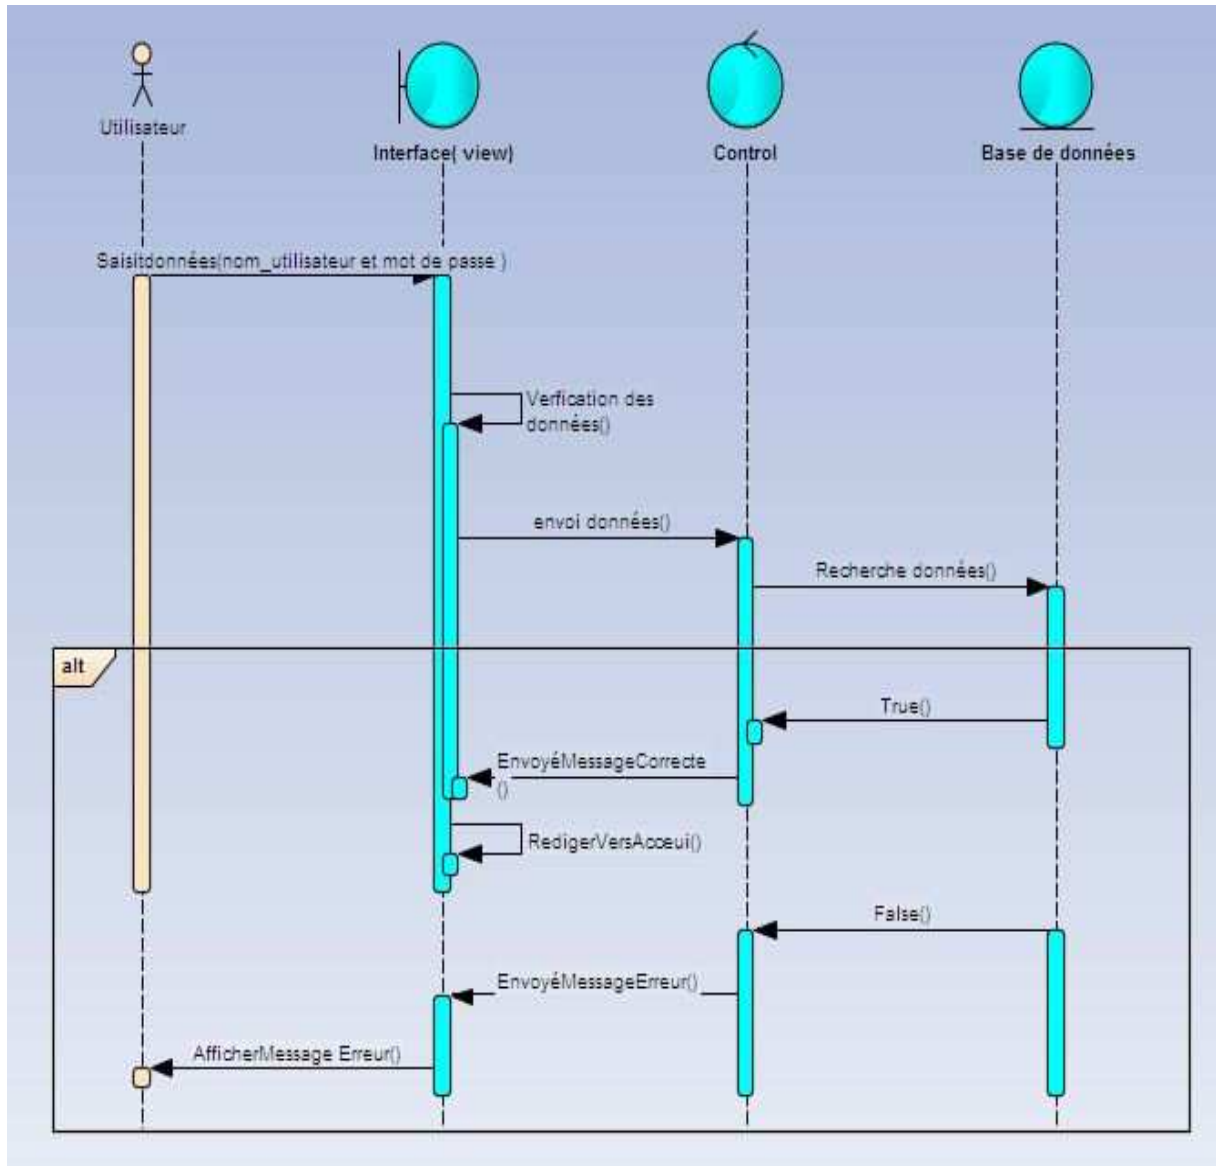 Utilisateur
Interface( view)
Control
Base de données
Saisitdonnées(nom_utilisateur et mot de passe )
Verfication des
données()
envoi données()
Recherche données()
alt
True()
EnvoyéMessageCorrecte
()
RedigerVersAcceui()
False()
EnvoyéMessageErreur()
AfficherMessage Erreur()